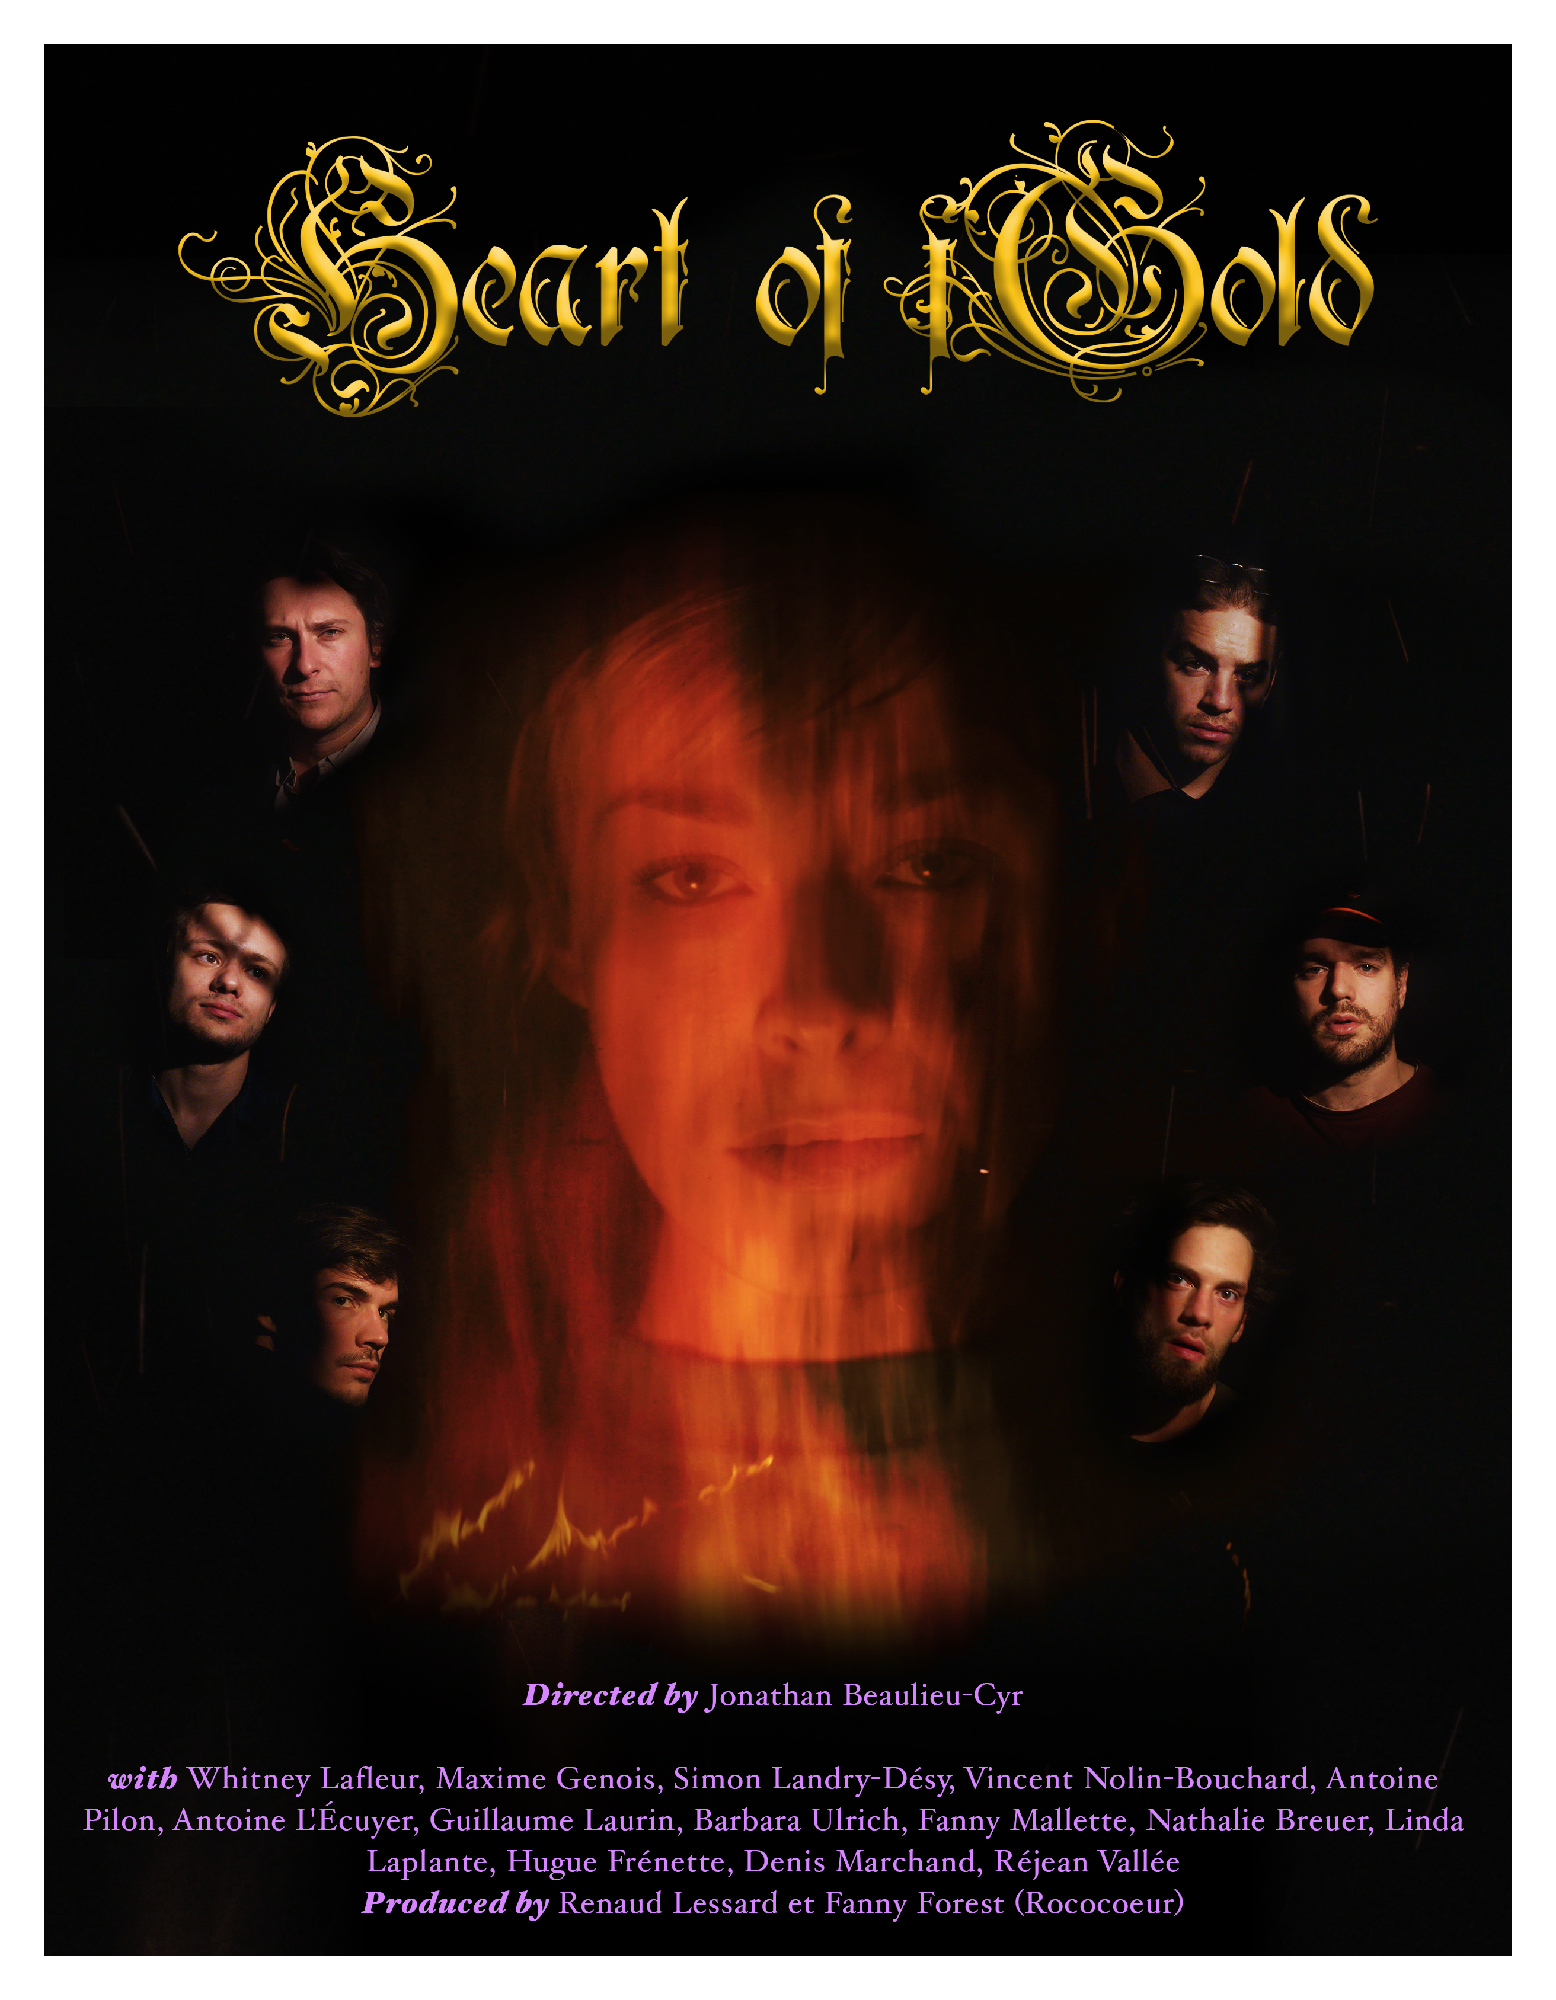 Heart of Gold
Directed by Jonathan Beaulieu-Cyr
with Whitney Lafleur, Maxime Genois, Simon Landry-Désy, Vincent Nolin-Bouchard, Antoine
Pilon, Antoine L'Écuyer, Guillaume Laurin, Barbara Ulrich, Fanny Mallette, Nathalie Breuer, Linda
Laplante, Hugue Frénette, Denis Marchand, Réjean Vallée
Produced by Renaud Lessard et Fanny Forest (Rococoeur)